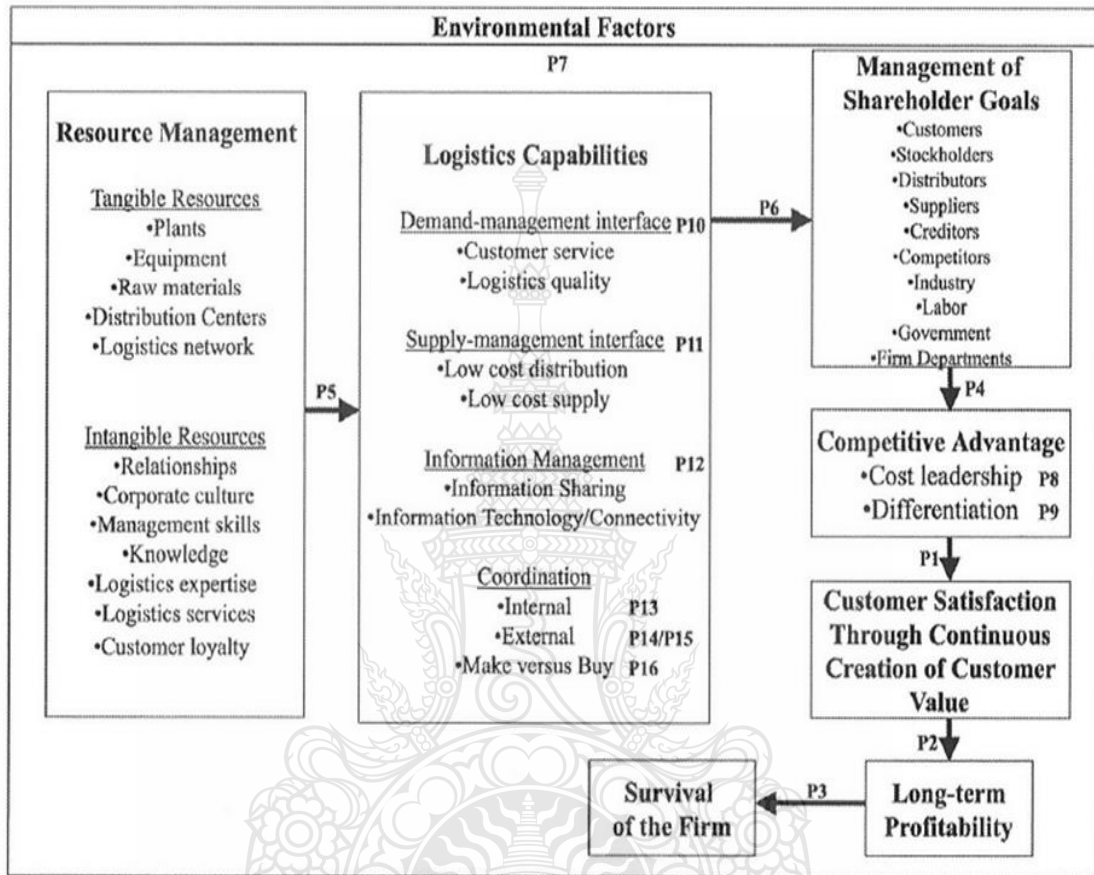 Environmental Factors
P7
Resource Management
Tangible Resources
•Plants
•Equipment
•Raw materials
•Distribution Centers
•Logistics network
Intangible Resources
•Relationships
•Corporate culture
•Management skills
•Knowledge
•Logistics expertise
•Logistics services
•Customer loyalty
P5
Logistics Capabilities
Demand-management interface P10
•Customer service
•Logistics quality
Supply-management interface P11
•Low cost distribution
•Low cost supply
Information Management P12
•Information Sharing
•Information Technology/Connectivity
Coordination
•Internal P13
•External P14/P15
•Make versus Buy P16
P6
Management of
Shareholder Goals
•Customers
•Stockholders
•Distributors
•Suppliers
•Creditors
•Competitors
•Industry
•Labor
•Government
•Firm Departments
P4
Competitive Advantage
•Cost leadership P8
•Differentiation P9
P1
Customer Satisfaction
Through Continuous
Creation of Customer
Value
P2
Long-term
Profitability
P3
Survival
of the Firm